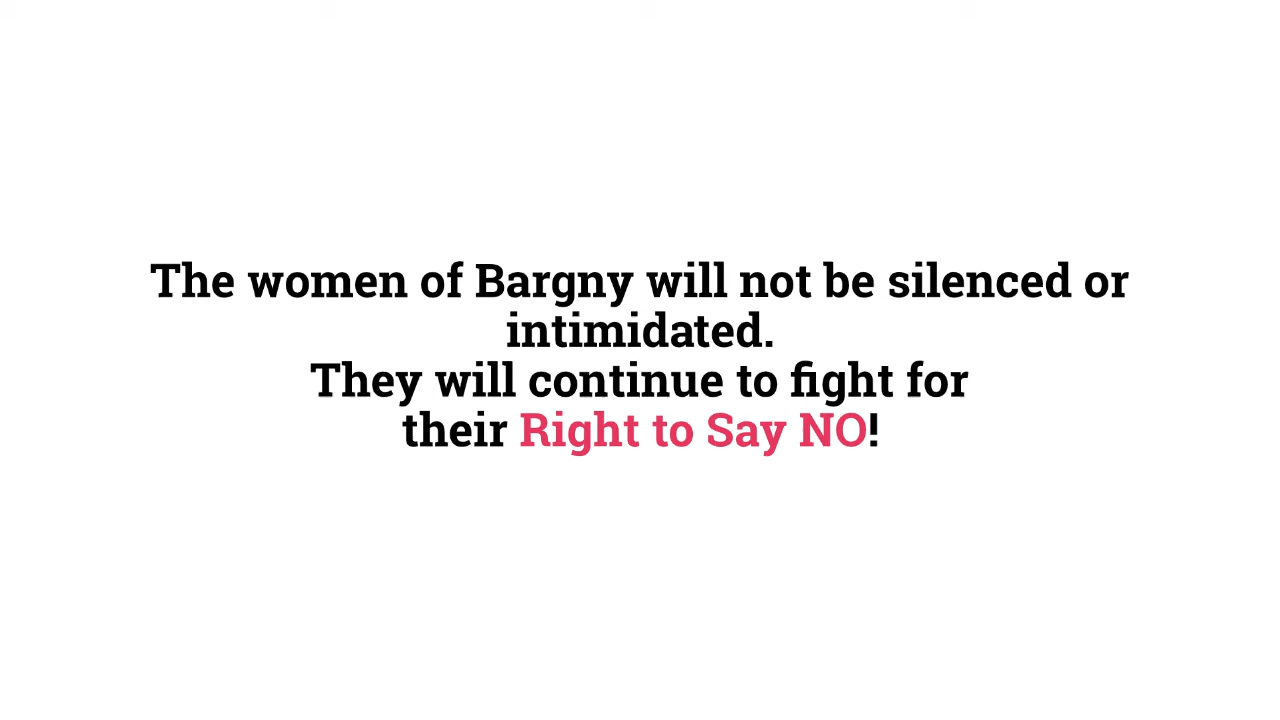 The women of Bargny will not be silenced or
intimidated.
They will continue to fight for
their Right to Say NO!